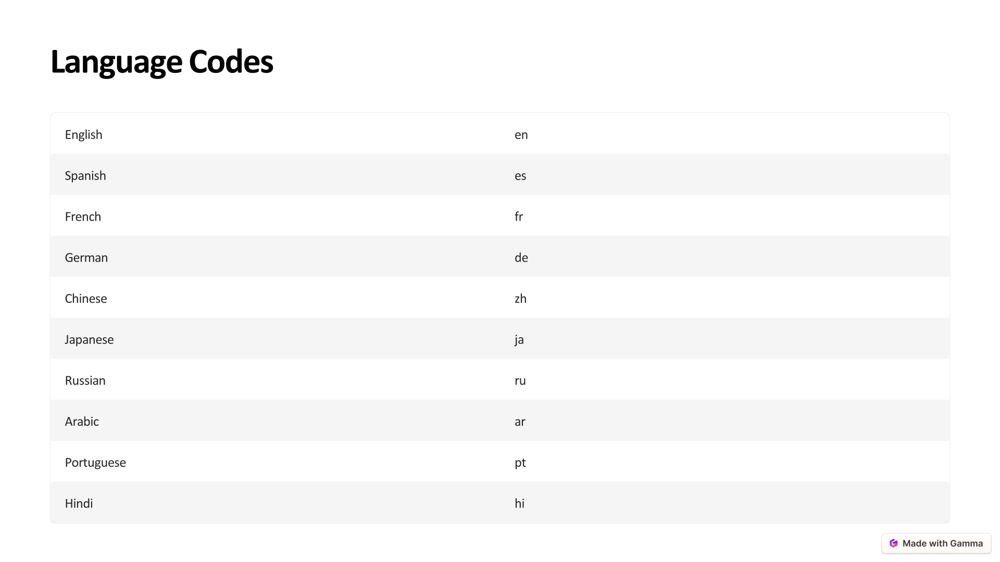 Language Codes
English en
Spanish es
French fr
German de
Chinese zh
Japanese ja
Russian ru
Arabic ar
Portuguese pt
Hindi hi
Made with Gamma